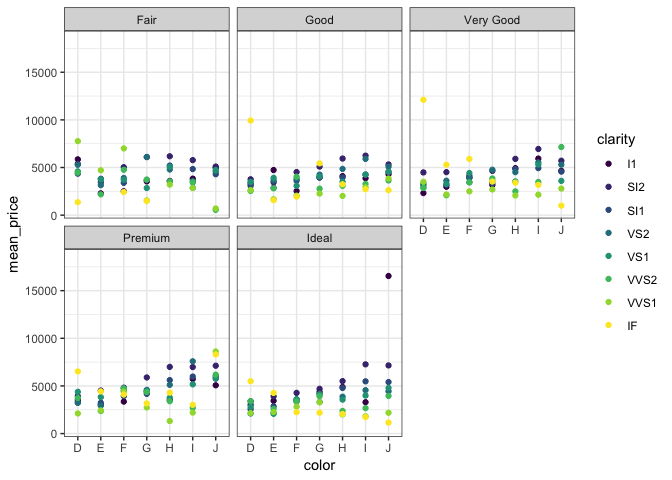 Fair Good Very Good
15000
10000
5000
0
D E F G H I J
Premium Ideal
15000
10000
5000
0
D E F G H I J D E F G H I J
color
mean_price
clarity
I1
SI2
SI1
VS2
VS1
VVS2
VVS1
IF